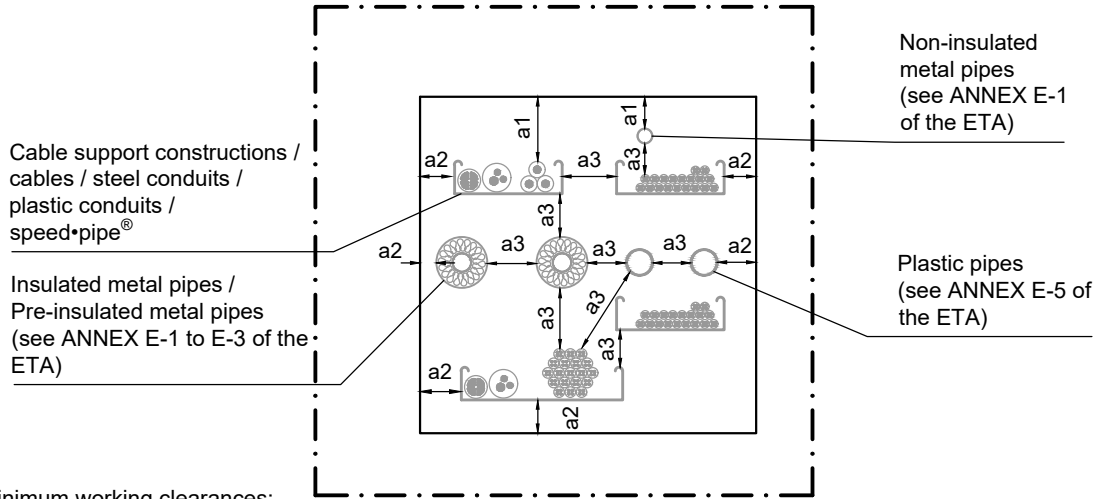 Non-insulated
metal pipes
(see ANNEX E-1
of the ETA)
Cable support constructions /
cables / steel conduits /
plastic conduits /
speed•pipe®
Insulated metal pipes /
Pre-insulated metal pipes
(see ANNEX E-1 to E-3 of the
ETA)
Plastic pipes
(see ANNEX E-5 of
the ETA)
a1
a1
a2
a3
a3
a2
a3
a2
a3
a3
a3
a2
a3
a3
a3
a2
a2
inimum working clearances: